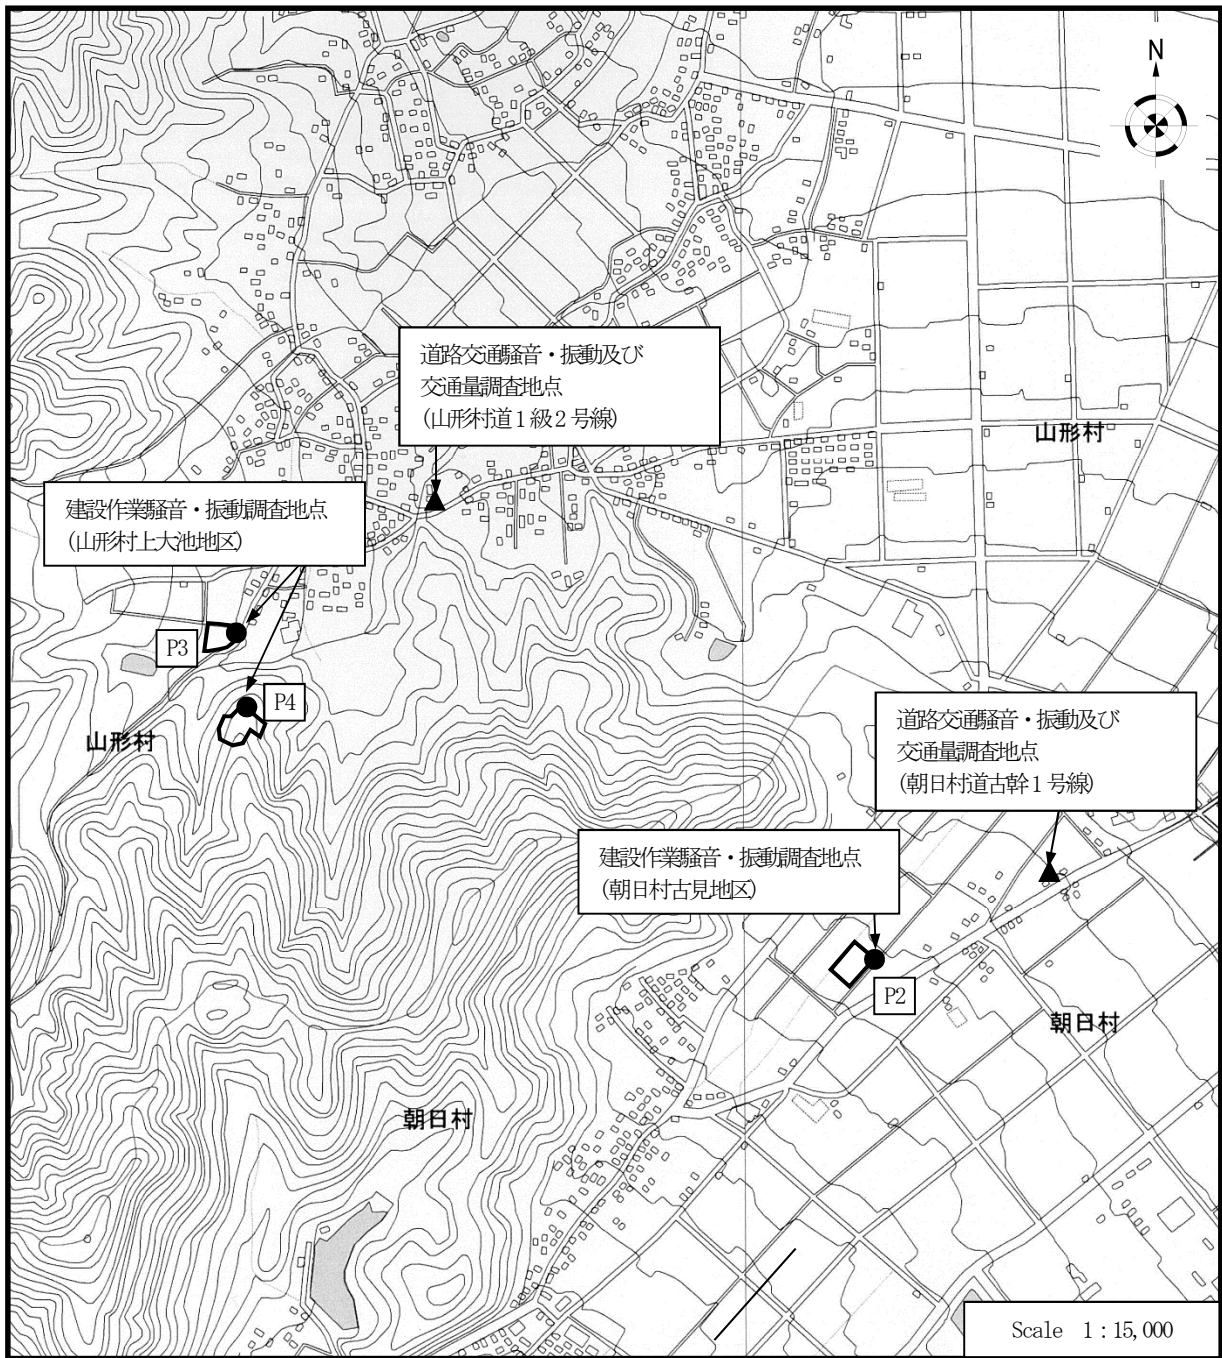 N
道路交通騒音・振動及び
交通量調査地点
(山形村道1級2号線)
山形村
建設作業騒音・振動調査地点
(山形村上大池地区)
P3
P4
山形村
道路交通騒音・振動及び
交通量調査地点
(朝日村道古幹1号線)
建設作業騒音・振動調査地点
(朝日村古見地区)
P2
朝日村
朝日村
Scale 1:15,000